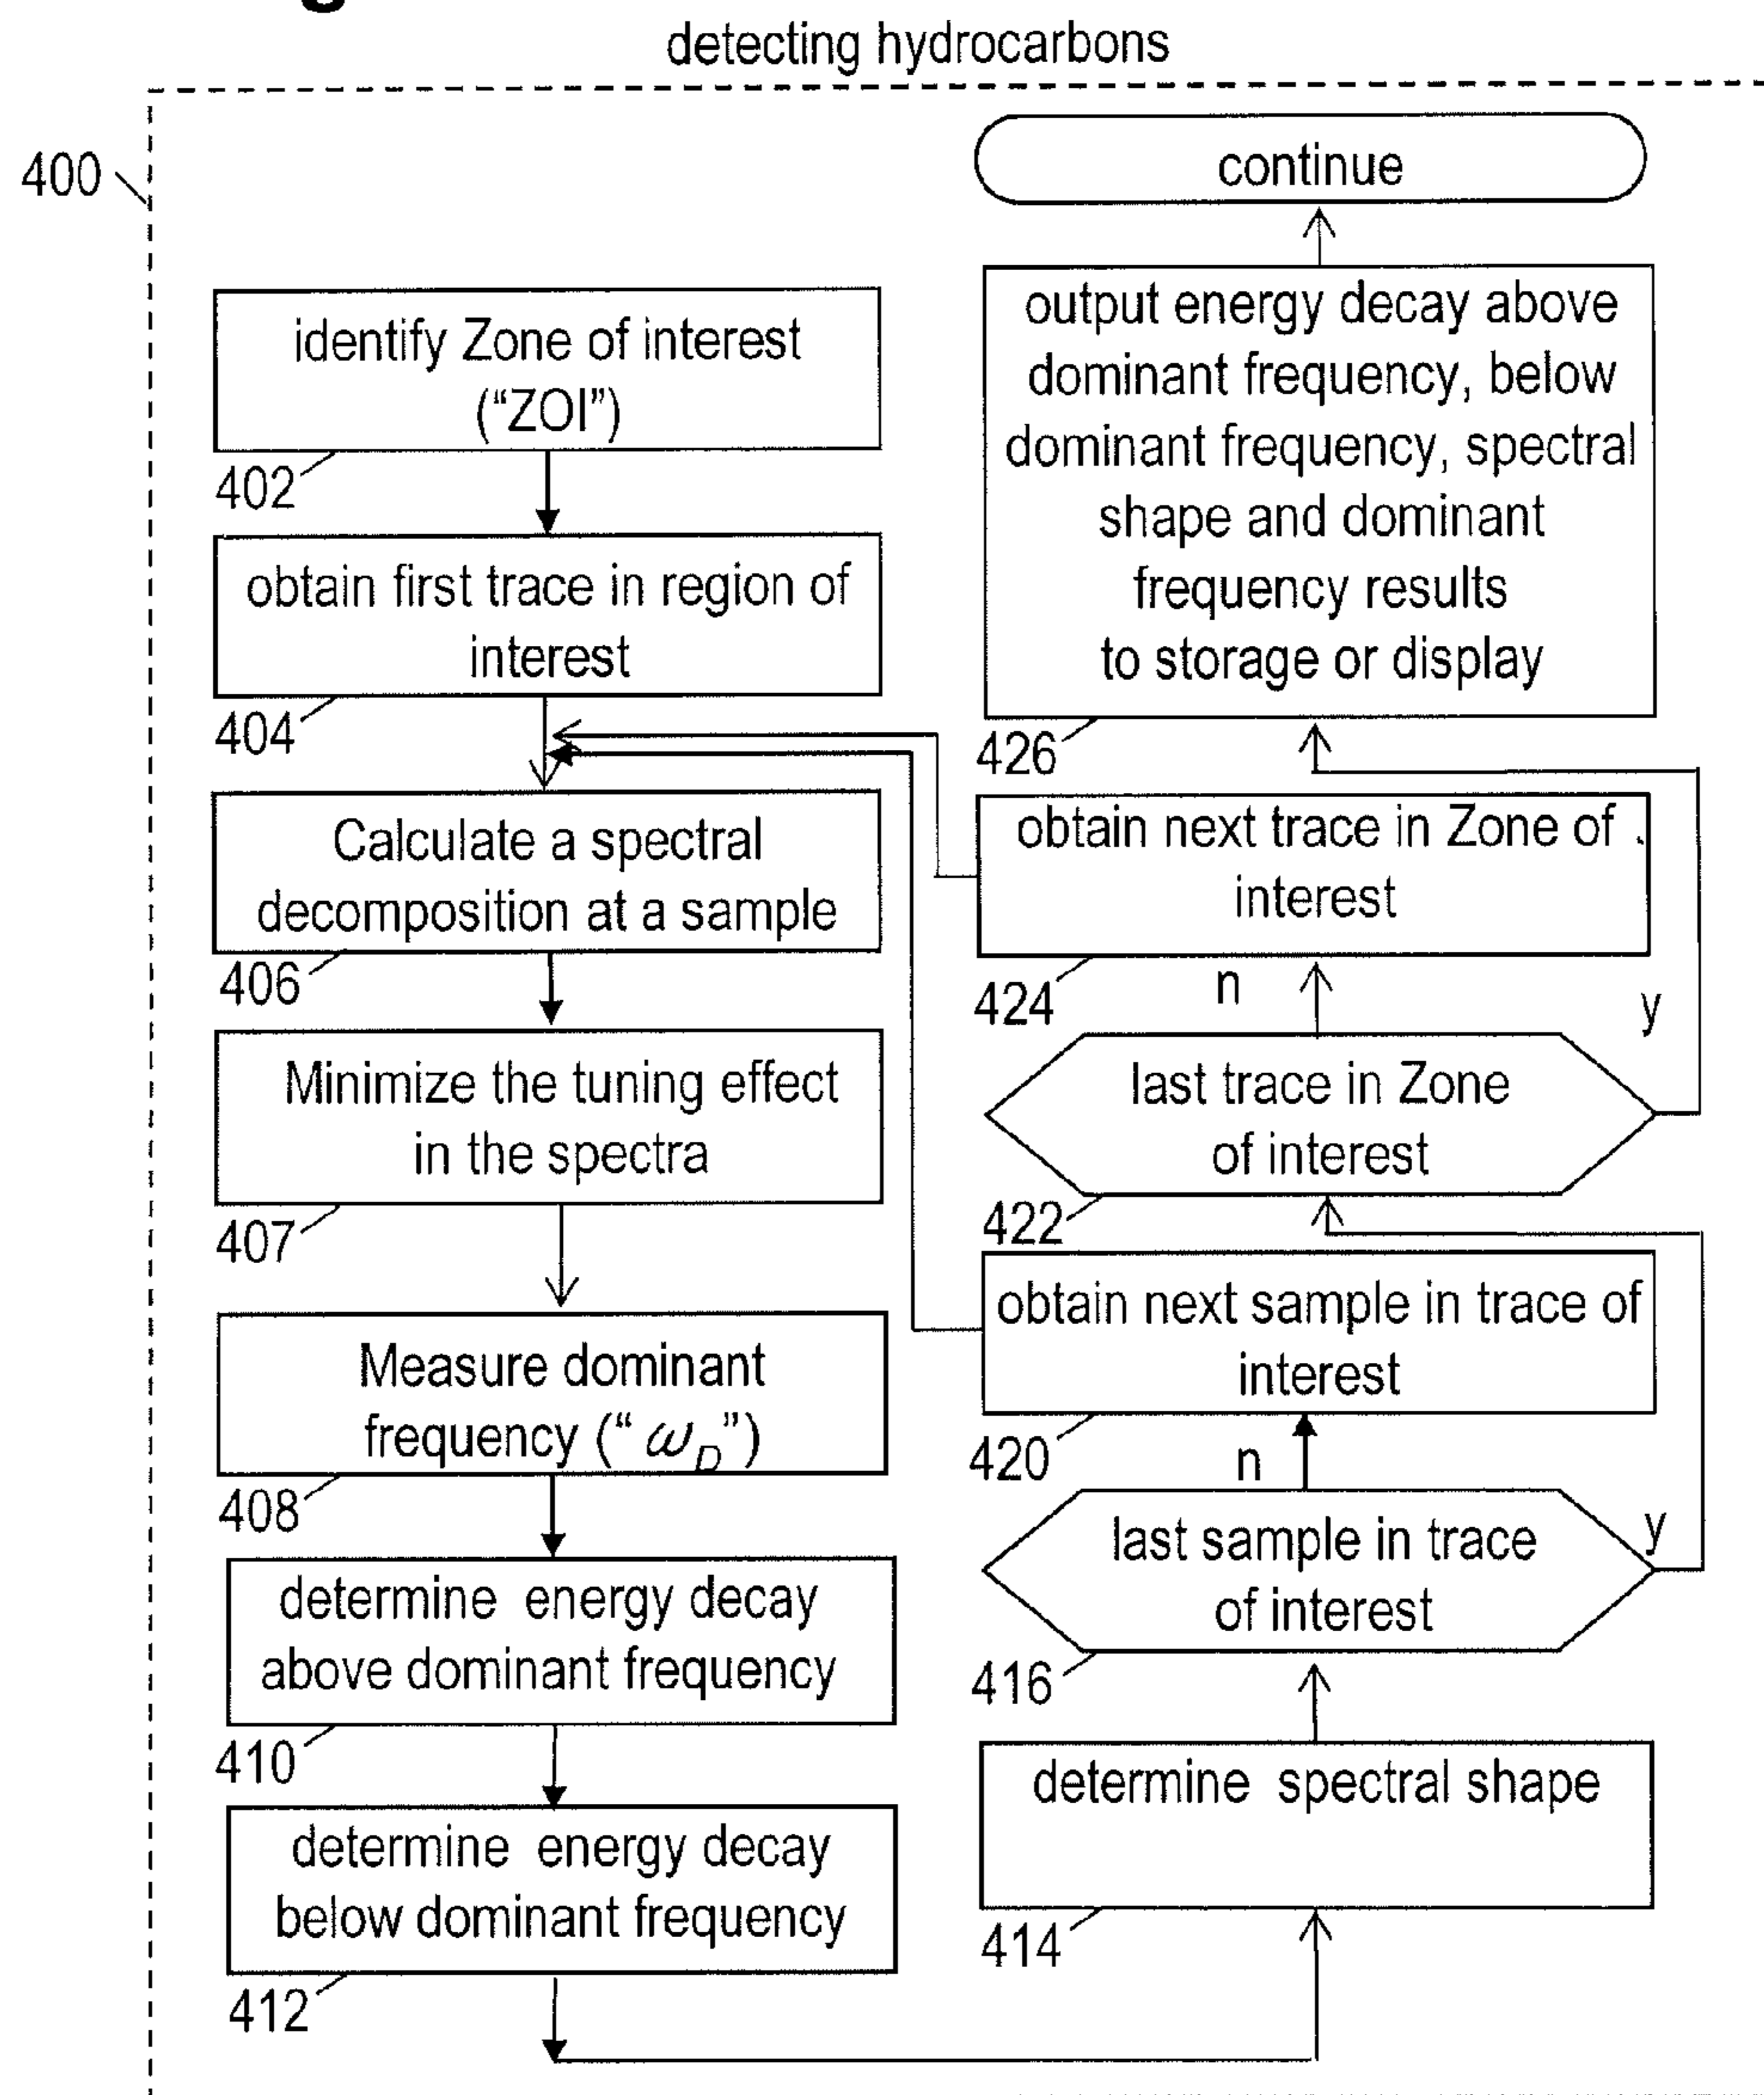 detecting hydrocarbons
400
identify Zone of interest
("ZOI")
402
obtain first trace in region of
interest
404
Calculate a spectral
decomposition at a sample
406
Minimize the tuning effect
in the spectra
407
Measure dominant
frequency (" ω_D")
408
determine energy decay
above dominant frequency
410
determine energy decay
below dominant frequency
412
continue
output energy decay above
dominant frequency, below
dominant frequency, spectral
shape and dominant
frequency results
to storage or display
426
obtain next trace in Zone of
interest
424
n
y
last trace in Zone
of interest
422
obtain next sample in trace of
interest
420
n
y
last sample in trace
of interest
416
determine spectral shape
414